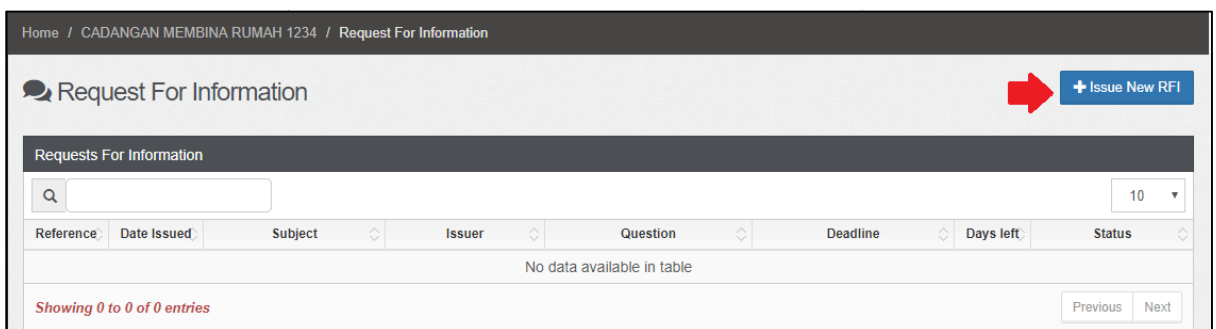 Home / CADANGAN MEMBINA RUMAH 1234 / Request For Information
Request For Information
+ Issue New RFI
Requests For Information
10
Reference Date Issued Subject Issuer Question Deadline Days left Status
No data available in table
Showing 0 to 0 of 0 entries
Previous Next